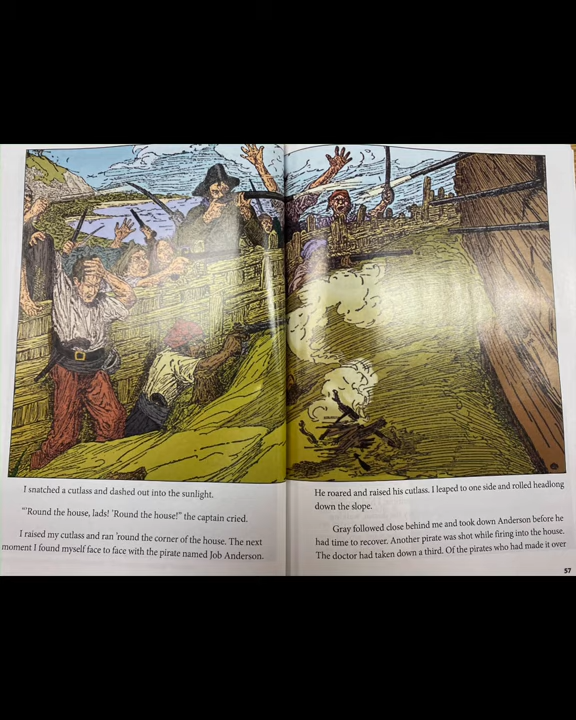 I snatched a cutlass and dashed out into the sunlight.
"'Round the house, lads! 'Round the house!" the captain cried.
I raised my cutlass and ran 'round the corner of the house. The next
moment I found myself face to face with the pirate named Job Anderson.
He roared and raised his cutlass. I leaped to one side and rolled headlong
down the slope.
Gray followed close behind me and took down Anderson before he
had time to recover. Another pirate was shot while firing into the house.
The doctor had taken down a third. Of the pirates who had made it over
57